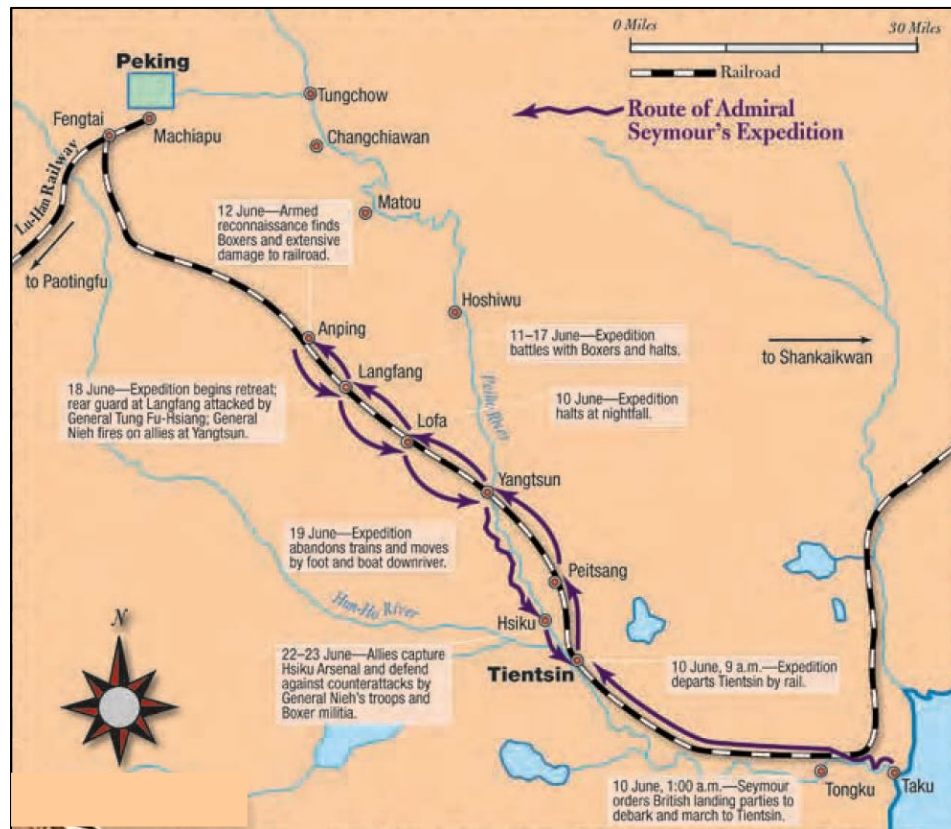 0 Miles
30 Miles
Railroad
Route of Admiral
Seymour's Expedition
Peking
Tungchow
Fengtai
Machiapu
Changchiawan
Lu-Han Railway
Matou
12 June—Armed
reconnaissance finds
Boxers and extensive
damage to railroad.
to Paotingfu
Hoshiwu
Anping
11–17 June—Expedition
battles with Boxers and halts.
to Shankaikwan
Langfang
18 June—Expedition begins retreat;
rear guard at Langfang attacked by
General Tung Fu-Hsiang; General
Nieh fires on allies at Yangtsun.
10 June—Expedition
halts at nightfall.
Lofa
Peiho River
Yangtsun
19 June—Expedition
abandons trains and moves
by foot and boat downriver.
Peitsang
Hun-Ho River
Hsiku
N
22–23 June—Allies capture
Hsiku Arsenal and defend
against counterattacks by
General Nieh's troops and
Boxer militia.
Tientsin
10 June, 9 a.m.—Expedition
departs Tientsin by rail.
10 June, 1:00 a.m.—Seymour
orders British landing parties to
debark and march to Tientsin.
Tongku
Taku